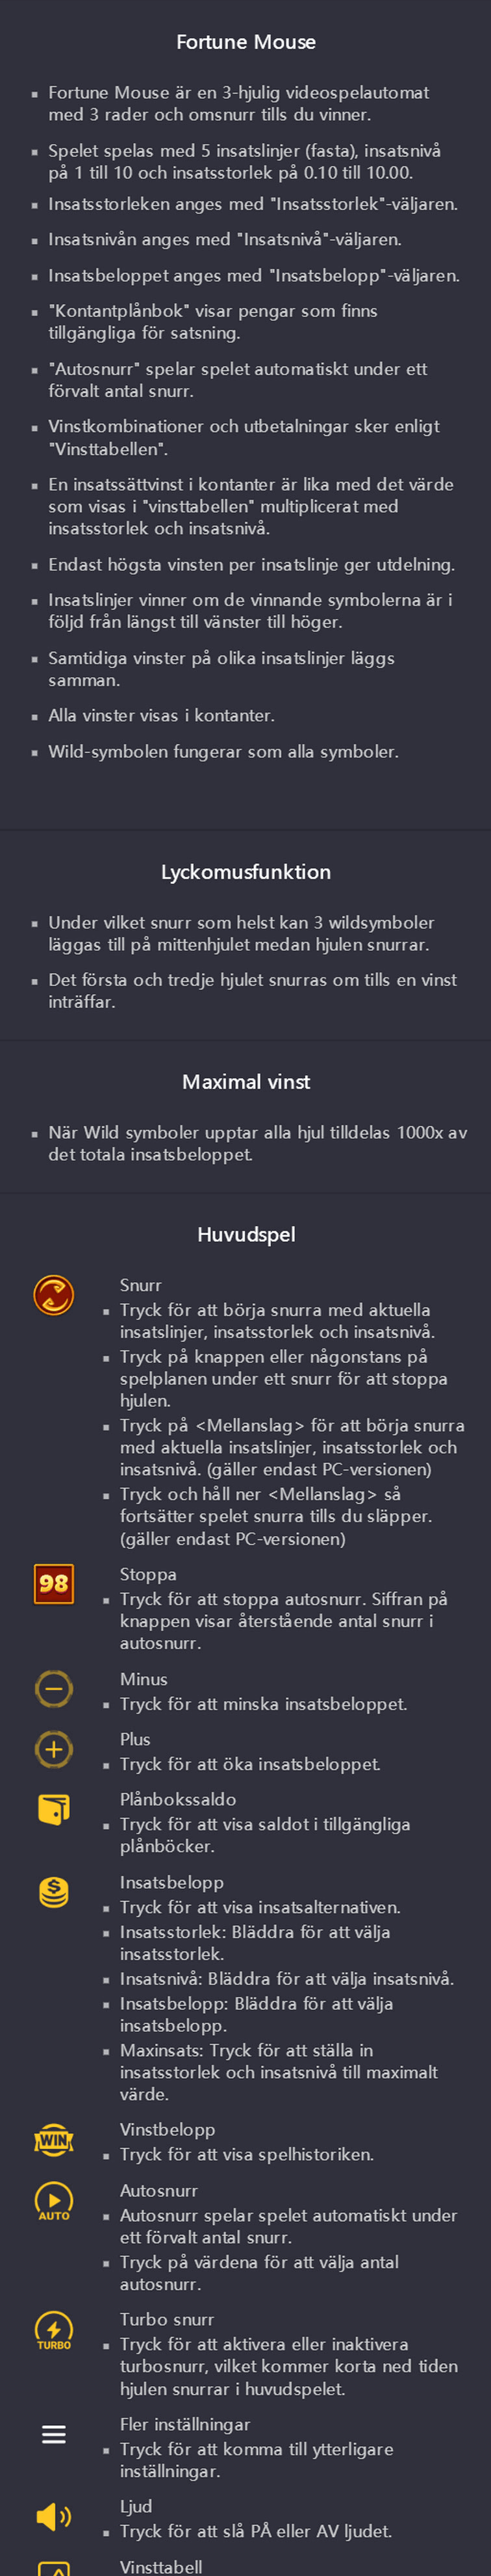 Fortune Mouse
▪ Fortune Mouse är en 3-hjulig videospelautomat
med 3 rader och omsnurr tills du vinner.
▪ Spelet spelas med 5 insatslinjer (fasta), insatsnivå
på 1 till 10 och insatsstorlek på 0.10 till 10.00.
▪ Insatsstorleken anges med "Insatsstorlek"-väljaren.
▪ Insatsnivån anges med "Insatsnivå"-väljaren.
▪ Insatsbeloppet anges med "Insatsbelopp"-väljaren.
▪ "Kontantplånbok" visar pengar som finns
tillgängliga för satsning.
▪ "Autosnurr" spelar spelet automatiskt under ett
förvalt antal snurr.
▪ Vinstkombinationer och utbetalningar sker enligt
"Vinsttabellen".
▪ En insatssättvinst i kontanter är lika med det värde
som visas i "vinsttabellen" multiplicerat med
insatsstorlek och insatsnivå.
▪ Endast högsta vinsten per insatslinje ger utdelning.
▪ Insatslinjer vinner om de vinnande symbolerna är i
följd från längst till vänster till höger.
▪ Samtidiga vinster på olika insatslinjer läggs
samman.
▪ Alla vinster visas i kontanter.
▪ Wild-symbolen fungerar som alla symboler.
Lyckomusfunktion
▪ Under vilket snurr som helst kan 3 wildsymboler
läggas till på mittenhjulet medan hjulen snurrar.
▪ Det första och tredje hjulet snurras om tills en vinst
inträffar.
Maximal vinst
▪ När Wild symboler upptar alla hjul tilldelas 1000x av
det totala insatsbeloppet.
Huvudspel
Snurr
▪ Tryck för att börja snurra med aktuella
insatslinjer, insatsstorlek och insatsnivå.
▪ Tryck på knappen eller någonstans på
spelplanen under ett snurr för att stoppa
hjulen.
▪ Tryck på <Mellanslag> för att börja snurra
med aktuella insatslinjer, insatsstorlek och
insatsnivå. (gäller endast PC-versionen)
▪ Tryck och håll ner <Mellanslag> så
fortsätter spelet snurra tills du släpper.
(gäller endast PC-versionen)
98 Stoppa
▪ Tryck för att stoppa autosnurr. Siffran på
knappen visar återstående antal snurr i
autosnurr.
Minus
▪ Tryck för att minska insatsbeloppet.
Plus
▪ Tryck för att öka insatsbeloppet.
Plånbokssaldo
▪ Tryck för att visa saldot i tillgängliga
plånböcker.
Insatsbelopp
▪ Tryck för att visa insatsalternativen.
▪ Insatsstorlek: Bläddra för att välja
insatsstorlek.
▪ Insatsnivå: Bläddra för att välja insatsnivå.
▪ Insatsbelopp: Bläddra för att välja
insatsbelopp.
▪ Maxinsats: Tryck för att ställa in
insatsstorlek och insatsnivå till maximalt
värde.
WIN Vinstbelopp
▪ Tryck för att visa spelhistoriken.
AUTO Autosnurr
▪ Autosnurr spelar spelet automatiskt under
ett förvalt antal snurr.
▪ Tryck på värdena för att välja antal
autosnurr.
TURBO Turbo snurr
▪ Tryck för att aktivera eller inaktivera
turbosnurr, vilket kommer korta ned tiden
hjulen snurrar i huvudspelet.
Fler inställningar
▪ Tryck för att komma till ytterligare
inställningar.
Ljud
▪ Tryck för att slå PÅ eller AV ljudet.
Vinsttabell